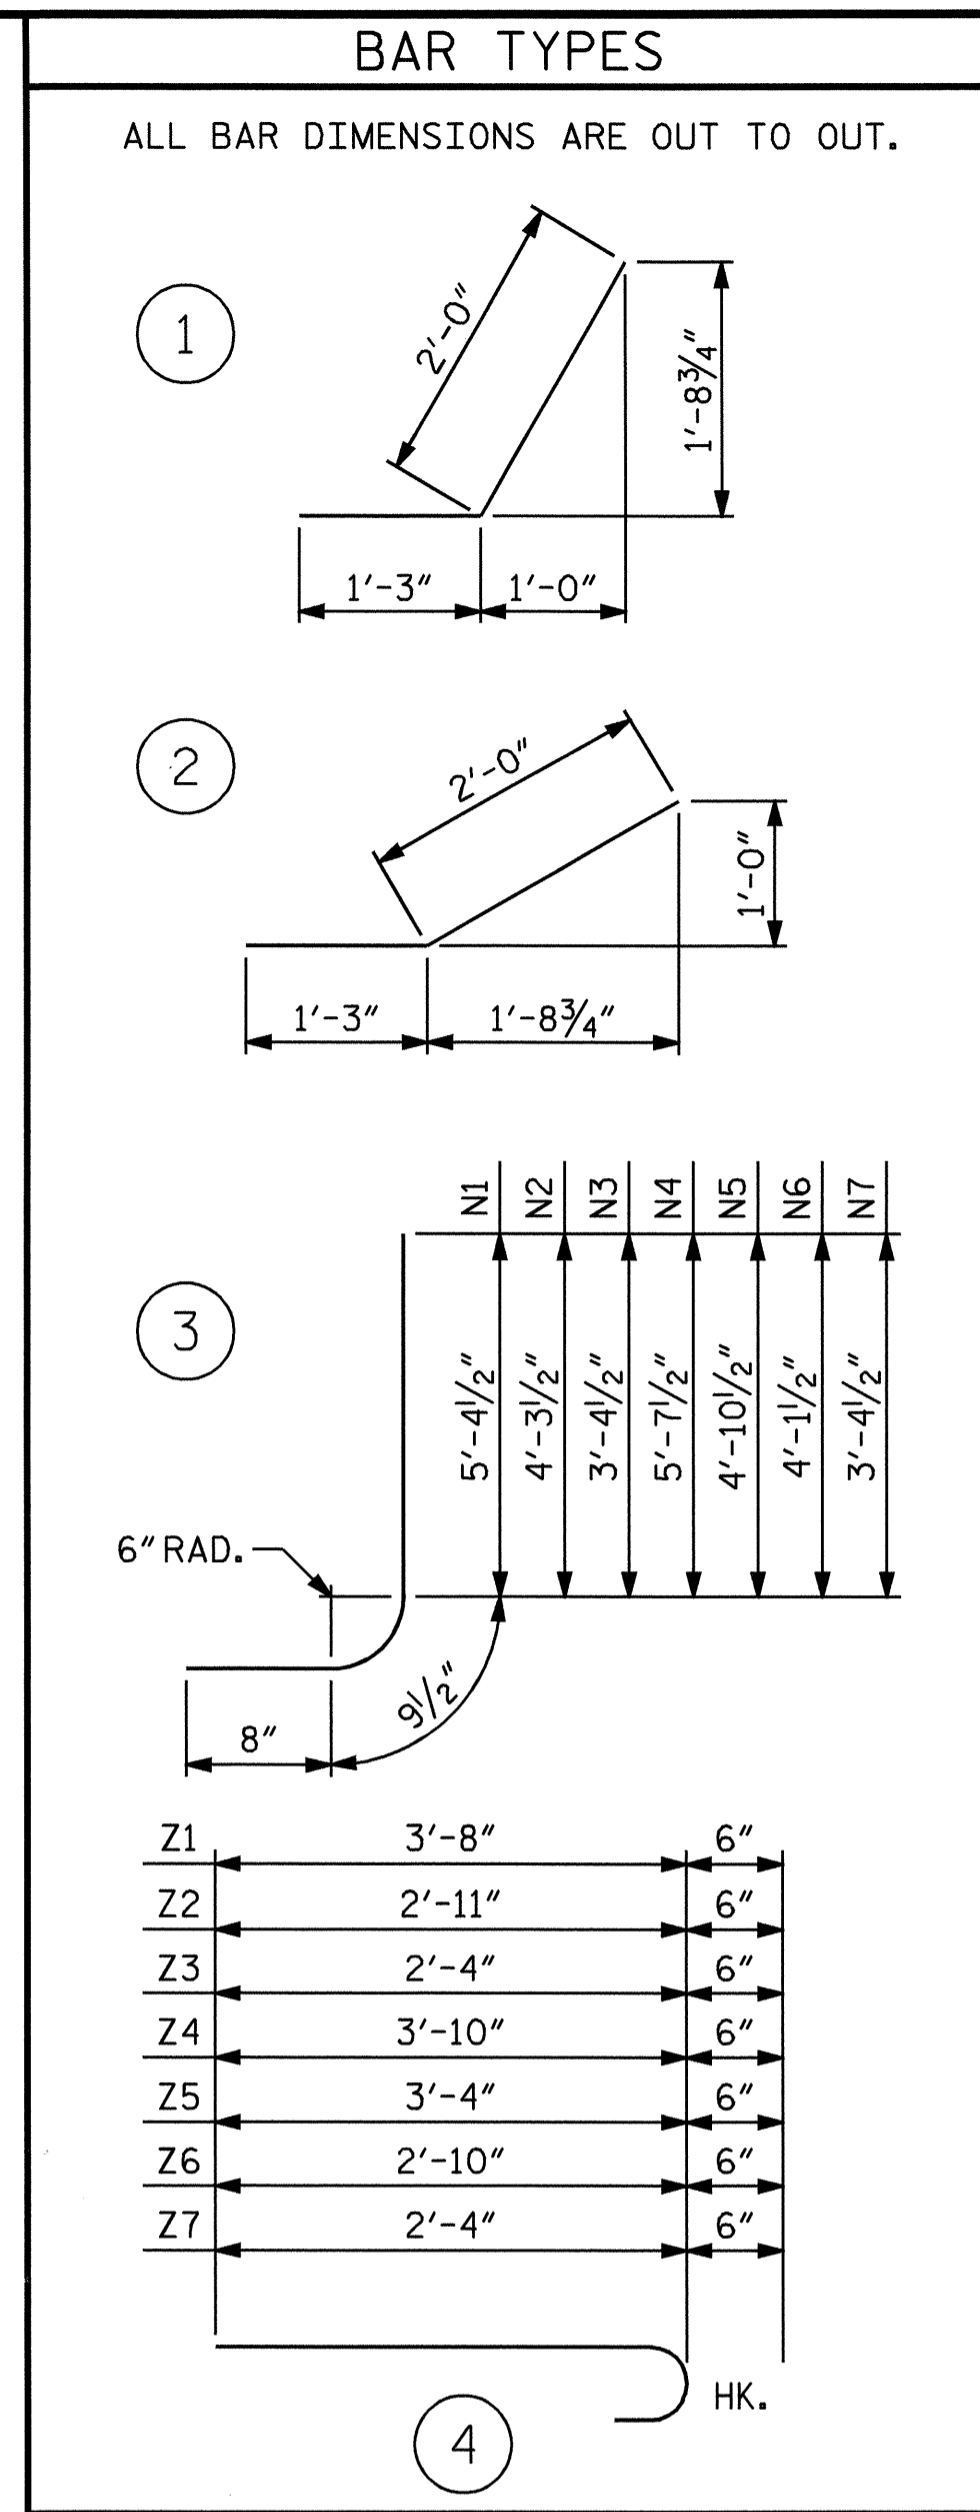 BAR TYPES
ALL BAR DIMENSIONS ARE OUT TO OUT.
1
2'-0"
1'-8¾"
1'-3" 1'-0"
2
2'-0"
1'-0"
1'-3" 1'-8¾"
N1 N2 N3 N4 N5 N6 N7
3
5'-4½" 4'-3½" 3'-4½" 5'-7½" 4'-10½" 4'-1½" 3'-4½"
6" RAD.
9½"
8"
Z1 3'-8" 6"
Z2 2'-11" 6"
Z3 2'-4" 6"
Z4 3'-10" 6"
Z5 3'-4" 6"
Z6 2'-10" 6"
Z7 2'-4" 6"
HK.
4